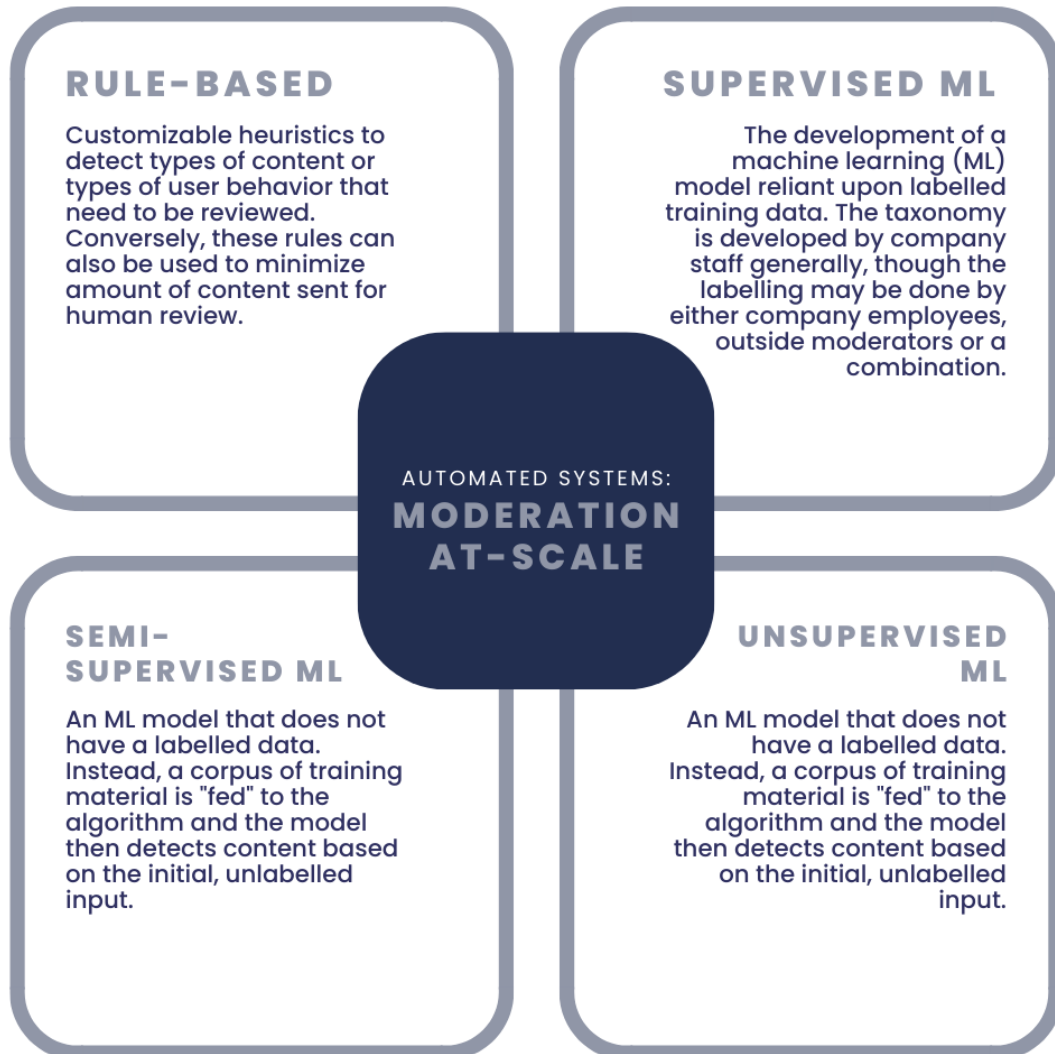 RULE-BASED
Customizable heuristics to
detect types of content or
types of user behavior that
need to be reviewed.
Conversely, these rules can
also be used to minimize
amount of content sent for
human review.
SUPERVISED ML
The development of a
machine learning (ML)
model reliant upon labelled
training data. The taxonomy
is developed by company
staff generally, though the
labelling may be done by
either company employees,
outside moderators or a
combination.
AUTOMATED SYSTEMS:
MODERATION
AT-SCALE
SEMI-
SUPERVISED ML
An ML model that does not
have a labelled data.
Instead, a corpus of training
material is "fed" to the
algorithm and the model
then detects content based
on the initial, unlabelled
input.
UNSUPERVISED
ML
An ML model that does not
have a labelled data.
Instead, a corpus of training
material is "fed" to the
algorithm and the model
then detects content based
on the initial, unlabelled
input.